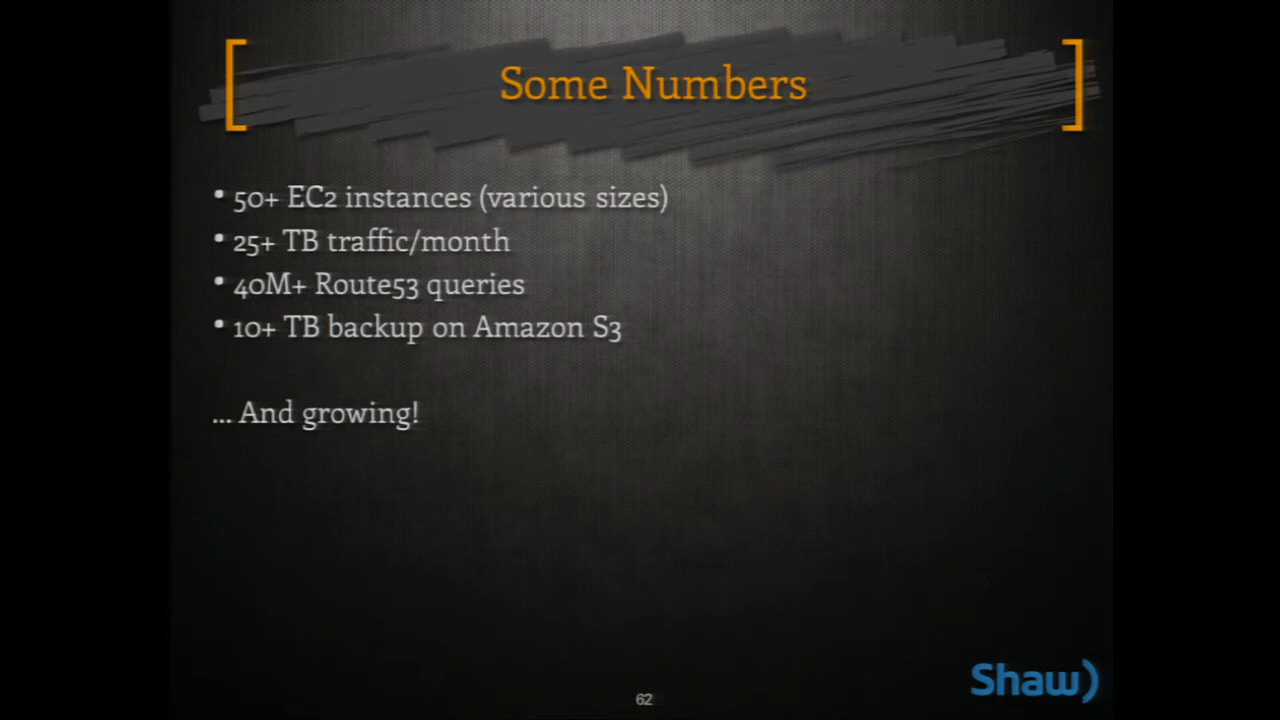 Some Numbers
• 50+ EC2 instances (various sizes)
• 25+ TB traffic/month
• 40M+ Route53 queries
• 10+ TB backup on Amazon S3
... And growing!
Shaw)
62